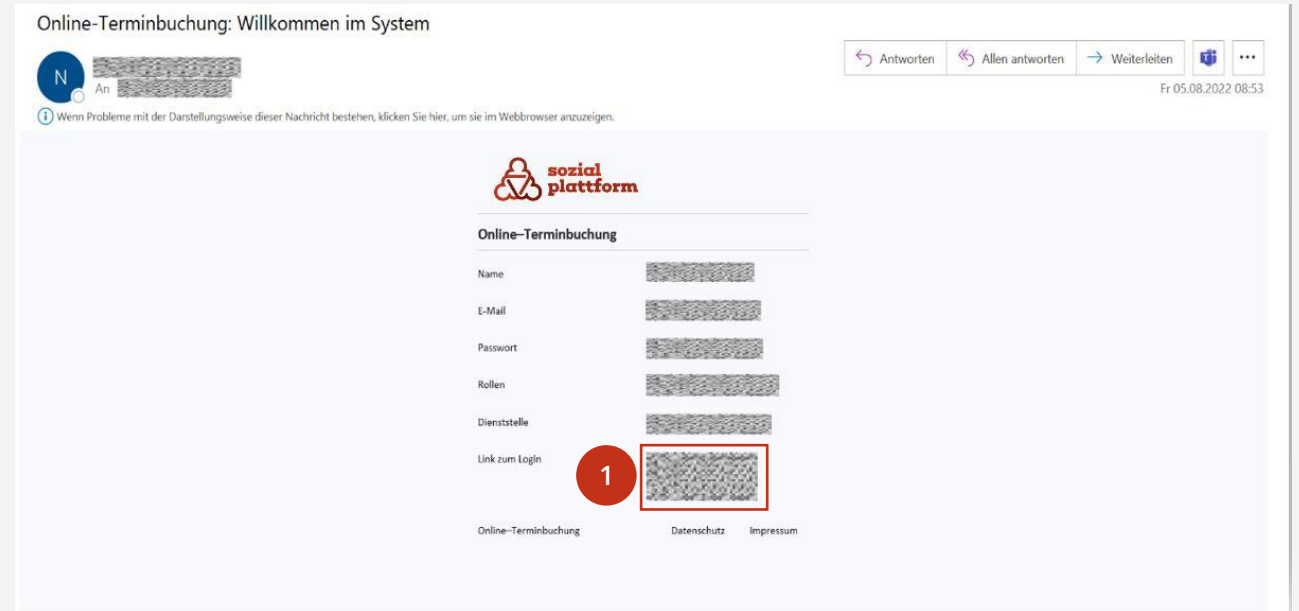 Online-Terminbuchung: Willkommen im System
Antworten
Allen antworten
Weiterleiten
N
An
Fr 05.08.2022 08:53
Wenn Probleme mit der Darstellungsweise dieser Nachricht bestehen, klicken Sie hier, um sie im Webbrowser anzuzeigen.
sozial
plattform
Online–Terminbuchung
Name
E-Mail
Passwort
Rollen
Dienststelle
Link zum Login
1
Online–Terminbuchung Datenschutz Impressum